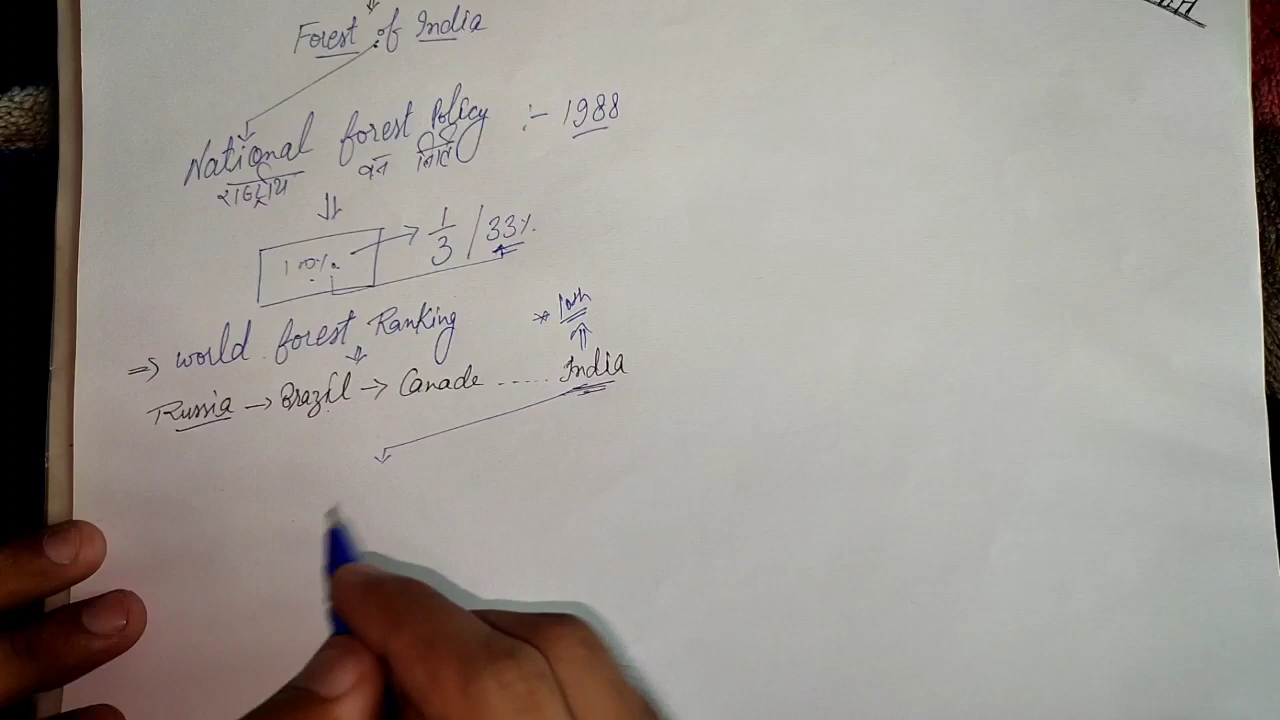 Forest of India
National forest Policy :- 1988
वन
100% → 1/3 / 33%
⇒ world forest Ranking
* 10th
Russia → Brazil → Canade ..... India